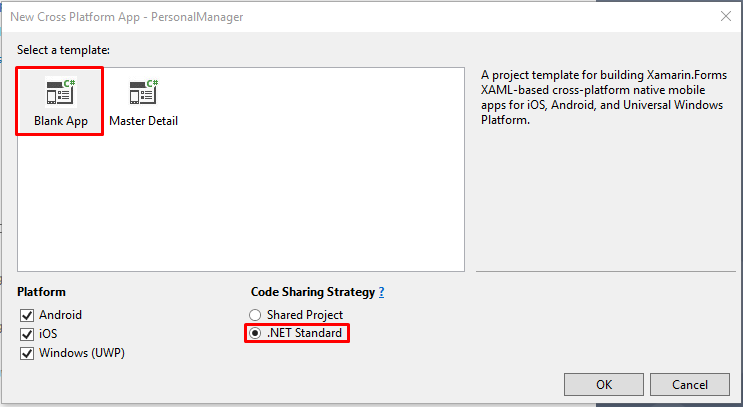 New Cross Platform App - PersonalManager
Select a template:
C#
Blank App
C#
Master Detail
A project template for building Xamarin.Forms
XAML-based cross-platform native mobile
apps for iOS, Android, and Universal Windows
Platform.
Platform
Android
iOS
Windows (UWP)
Code Sharing Strategy ?
Shared Project
.NET Standard
OK
Cancel